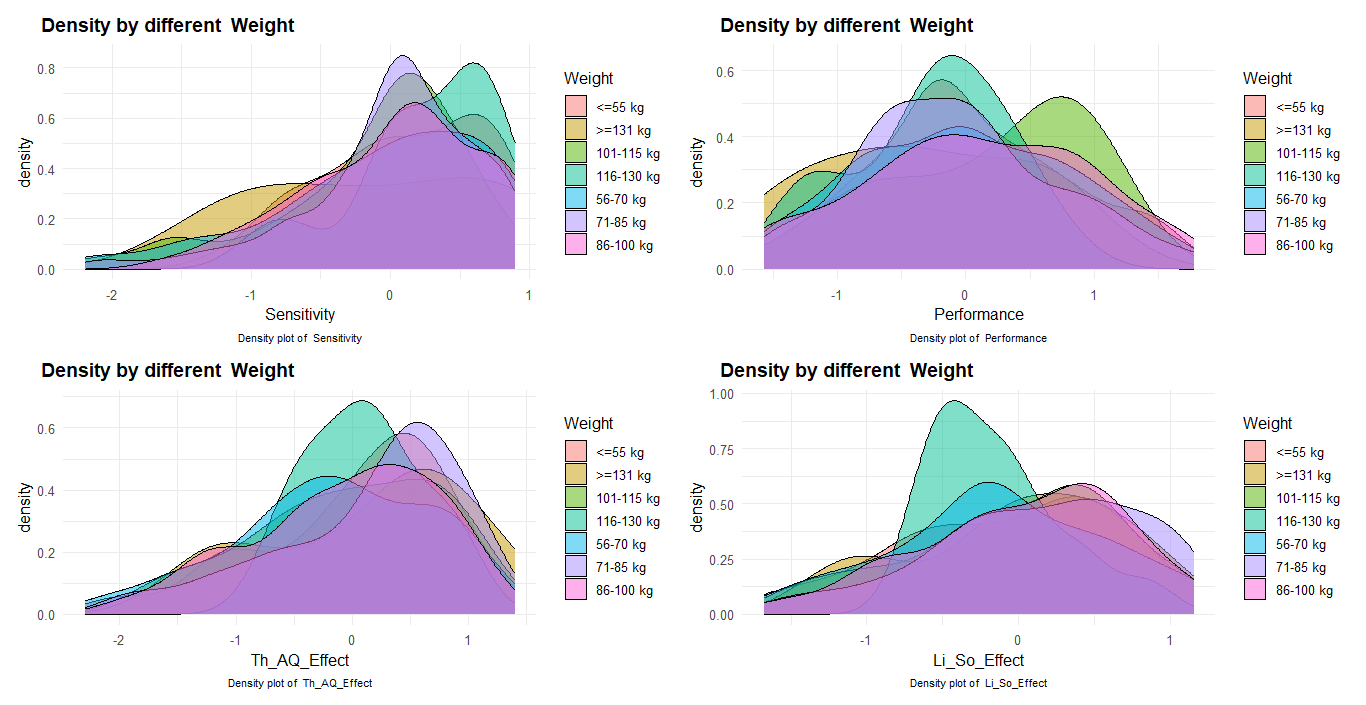 Density by different  Weight
density
0.8
0.6
0.4
0.2
0.0
-2
-1
0
1
Sensitivity
Density plot of  Sensitivity
Weight
<=55 kg
>=131 kg
101-115 kg
116-130 kg
56-70 kg
71-85 kg
86-100 kg
Density by different  Weight
density
0.6
0.4
0.2
0.0
-1
0
1
Performance
Density plot of  Performance
Weight
<=55 kg
>=131 kg
101-115 kg
116-130 kg
56-70 kg
71-85 kg
86-100 kg
Density by different  Weight
density
0.6
0.4
0.2
0.0
-2
-1
0
1
Th_AQ_Effect
Density plot of  Th_AQ_Effect
Weight
<=55 kg
>=131 kg
101-115 kg
116-130 kg
56-70 kg
71-85 kg
86-100 kg
Density by different  Weight
density
1.00
0.75
0.50
0.25
0.00
-1
0
1
Li_So_Effect
Density plot of  Li_So_Effect
Weight
<=55 kg
>=131 kg
101-115 kg
116-130 kg
56-70 kg
71-85 kg
86-100 kg